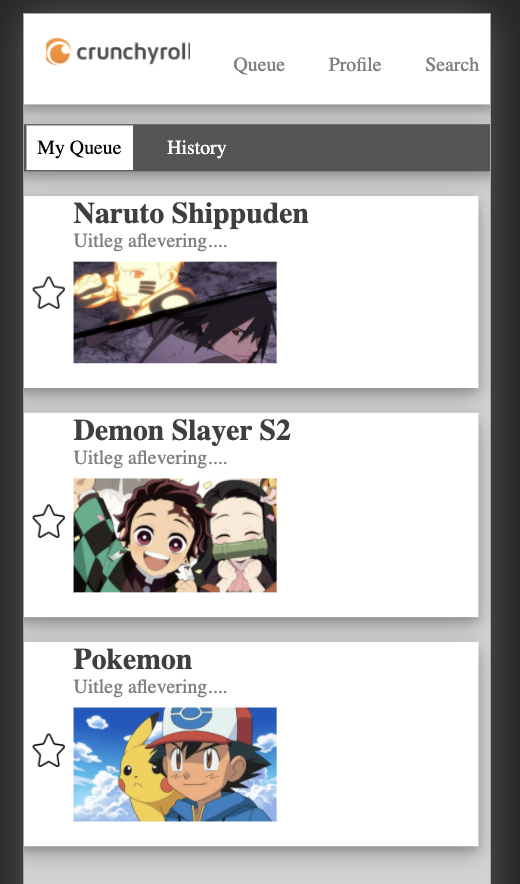 crunchyroll
Queue Profile Search
My Queue History
Naruto Shippuden
Uitleg aflevering....
Demon Slayer S2
Uitleg aflevering....
Pokemon
Uitleg aflevering....